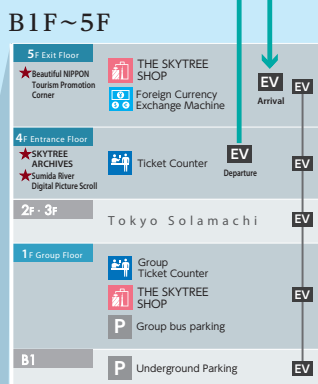 B1F~5F
5F Exit Floor
★Beautiful NIPPON
Tourism Promotion
Corner
THE SKYTREE
SHOP
Foreign Currency
Exchange Machine
EV
Arrival
EV
4F Entrance Floor
★SKYTREE
ARCHIVES
★Sumida River
Digital Picture Scroll
Ticket Counter
EV
Departure
EV
2F · 3F
Tokyo Solamachi
EV
1F Group Floor
Group
Ticket Counter
THE SKYTREE
SHOP
P Group bus parking
EV
B1
P Underground Parking
EV